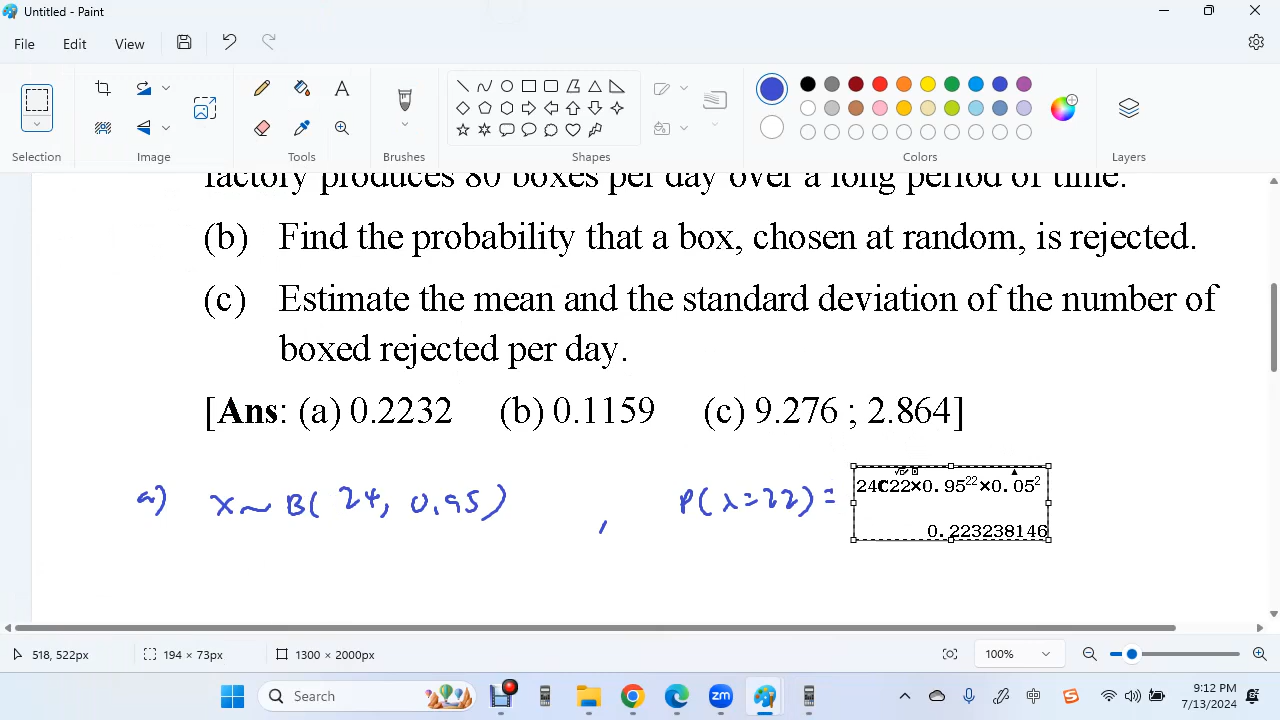 Untitled - Paint
File Edit View
Selection Image Tools Brushes Shapes Colors Layers
factory produces 80 boxes per day over a long period of time.
(b) Find the probability that a box, chosen at random, is rejected.
(c) Estimate the mean and the standard deviation of the number of
boxed rejected per day.
[Ans: (a) 0.2232 (b) 0.1159 (c) 9.276 ; 2.864]
a) X~B( 24, 0.95) , P(x=22) = 24C22×0.95²²×0.05²
0.223238146
518, 522px 194 × 73px 1300 × 2000px 100%
Search zm 中 9:12 PM
7/13/2024